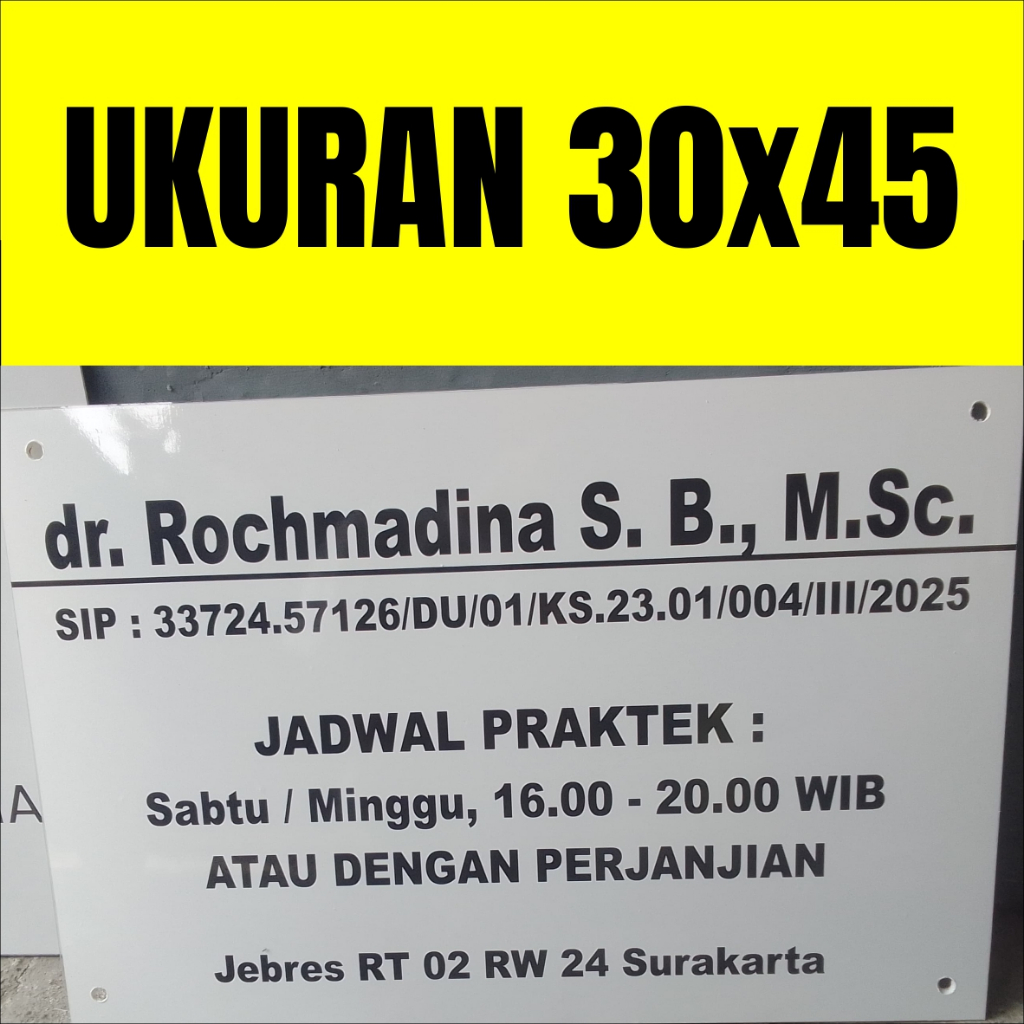 UKURAN 30x45
dr. Rochmadina S. B., M.Sc.
SIP : 33724.57126/DU/01/KS.23.01/004/III/2025
JADWAL PRAKTEK :
Sabtu / Minggu, 16.00 - 20.00 WIB
ATAU DENGAN PERJANJIAN
Jebres RT 02 RW 24 Surakarta